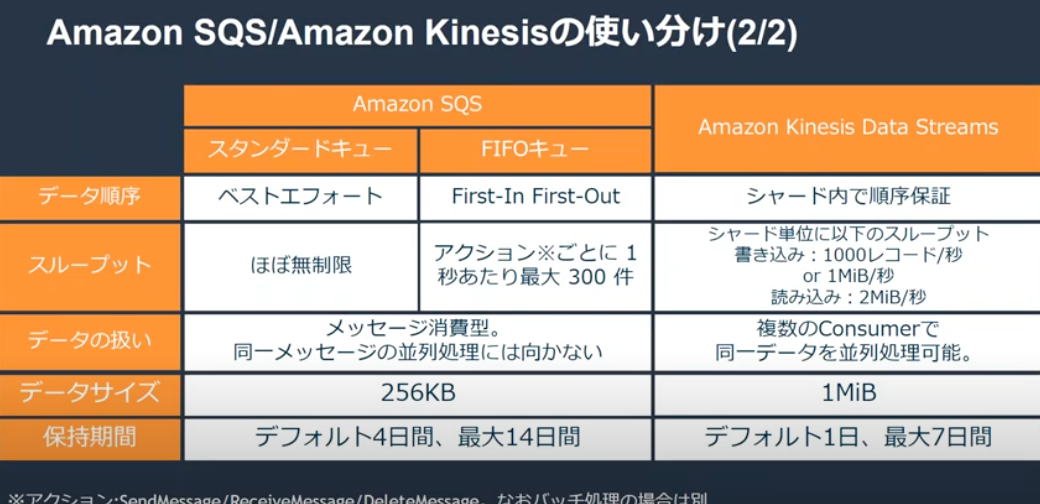 Amazon SQS/Amazon Kinesisの使い分け(2/2)
Amazon SQS
Amazon Kinesis Data Streams
スタンダードキュー
FIFOキュー
データ順序
ベストエフォート
First-In First-Out
シャード内で順序保証
スループット
ほぼ無制限
アクション※ごとに 1
秒あたり最大 300 件
シャード単位に以下のスループット
書き込み：1000レコード/秒
or 1MiB/秒
読み込み：2MiB/秒
データの扱い
メッセージ消費型。
同一メッセージの並列処理には向かない
複数のConsumerで
同一データを並列処理可能。
データサイズ
256KB
1MiB
保持期間
デフォルト4日間、最大14日間
デフォルト1日、最大7日間
※アクション:SendMessage/ReceiveMessage/DeleteMessage。なおバッチ処理の場合は別